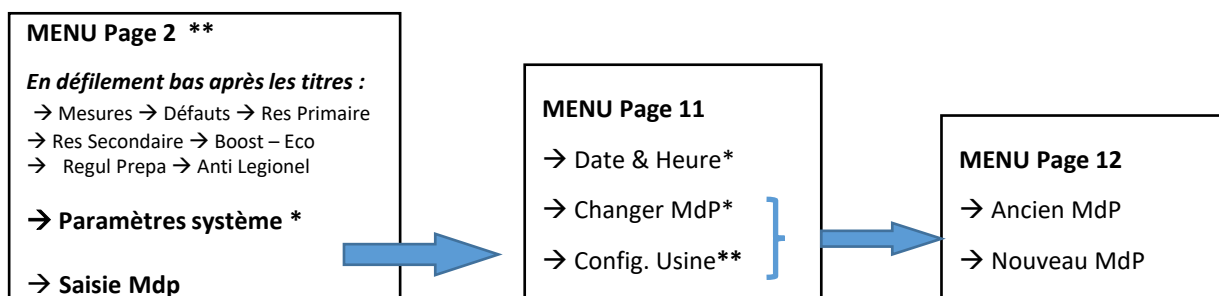 MENU Page 2 **
En défilement bas après les titres :
→ Mesures → Défauts → Res Primaire
→ Res Secondaire → Boost – Eco
→ Regul Prepa → Anti Legionel
→ Paramètres système *
→ Saisie Mdp
MENU Page 11
→ Date & Heure*
→ Changer MdP*
→ Config. Usine**
MENU Page 12
→ Ancien MdP
→ Nouveau MdP